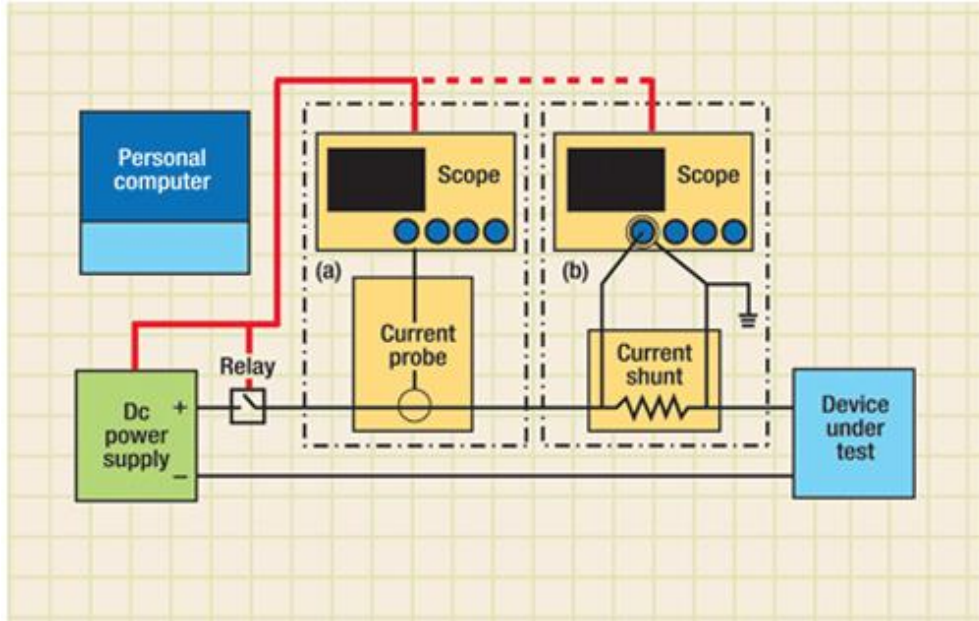 Personal
computer
Scope
Scope
(a)
(b)
Current
probe
Current
shunt
Relay
Dc
power
supply
+
–
Device
under
test